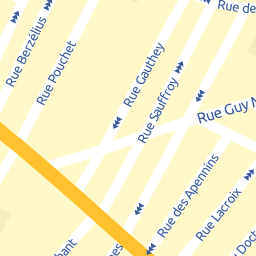 Rue de
Rue Berzélius
Rue Pouchet
Rue Gauthey
Rue Sauffroy
Rue Guy
Rue des Apennins
Rue Lacroix